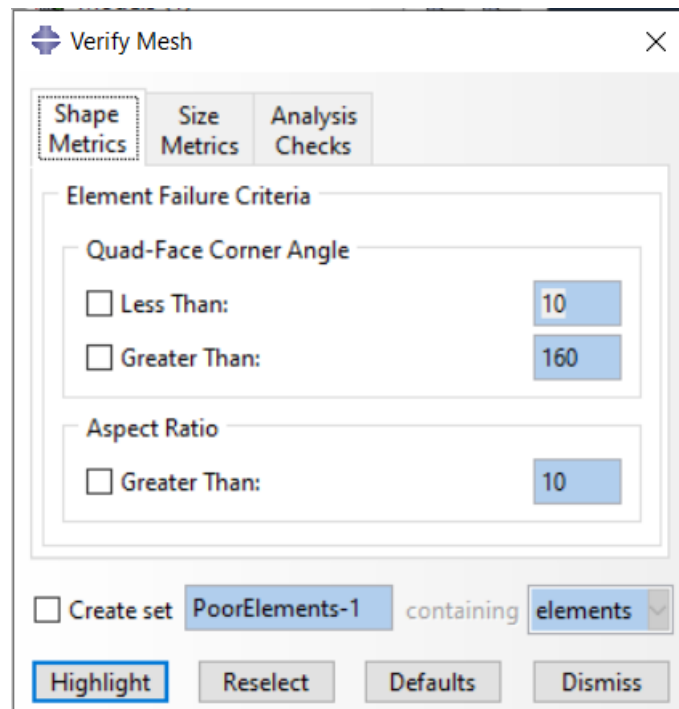 Verify Mesh
Shape Metrics
Size Metrics
Analysis Checks
Element Failure Criteria
Quad-Face Corner Angle
Less Than: 10
Greater Than: 160
Aspect Ratio
Greater Than: 10
Create set PoorElements-1 containing elements
Highlight Reselect Defaults Dismiss